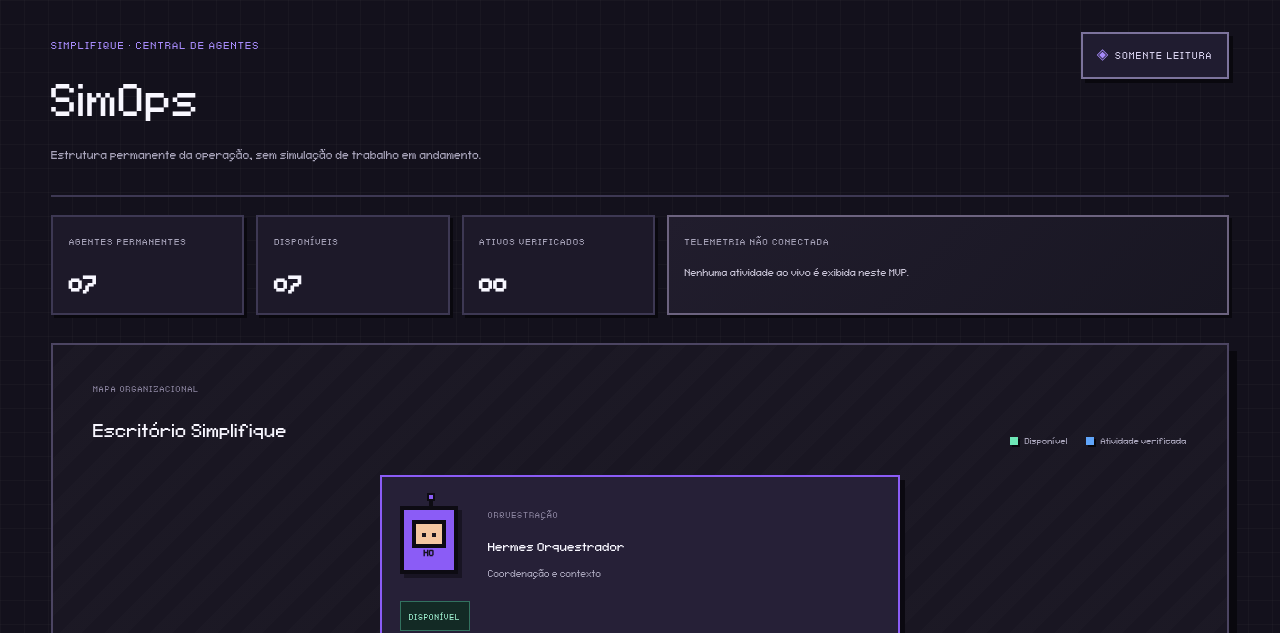 SIMPLIFIQUE · CENTRAL DE AGENTES
◈ SOMENTE LEITURA
SimOps
Estrutura permanente da operação, sem simulação de trabalho em andamento.
AGENTES PERMANENTES
07
DISPONÍVEIS
07
ATIVOS VERIFICADOS
00
TELEMETRIA NÃO CONECTADA
Nenhuma atividade ao vivo é exibida neste MVP.
MAPA ORGANIZACIONAL
Escritório Simplifique
Disponível
Atividade verificada
HO
ORQUESTRAÇÃO
Hermes Orquestrador
Coordenação e contexto
DISPONÍVEL